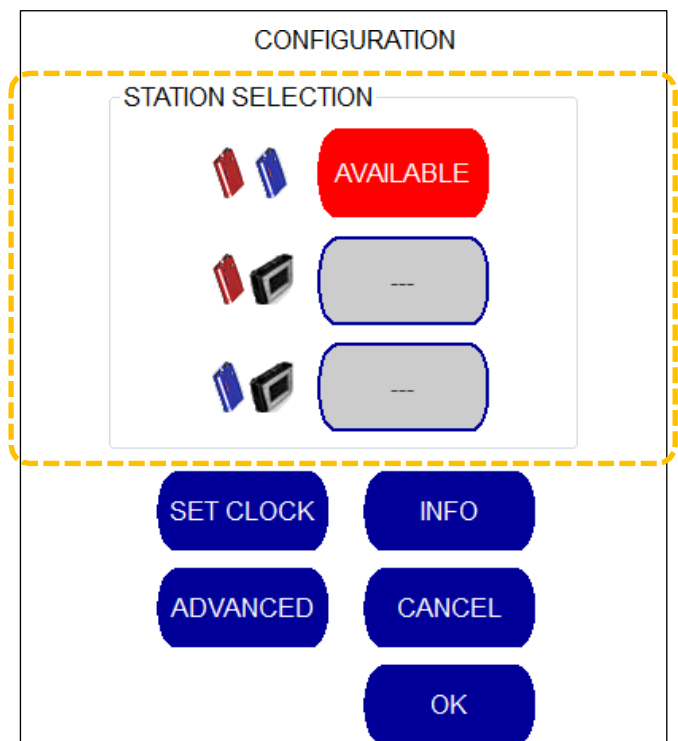 CONFIGURATION
STATION SELECTION
AVAILABLE
---
---
SET CLOCK INFO
ADVANCED CANCEL
OK